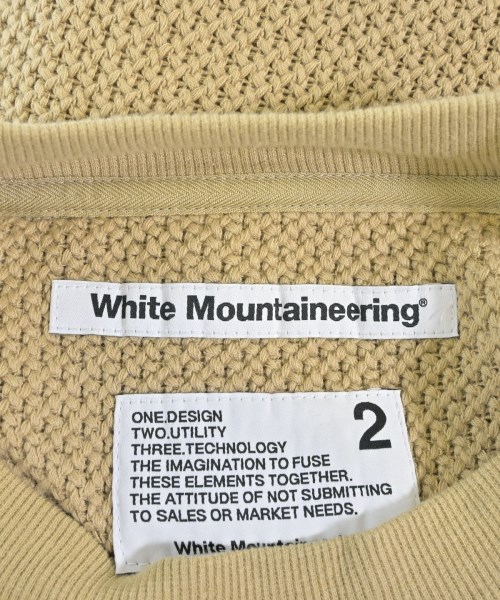 White Mountaineering®
2
ONE.DESIGN
TWO.UTILITY
THREE.TECHNOLOGY
THE IMAGINATION TO FUSE
THESE ELEMENTS TOGETHER.
THE ATTITUDE OF NOT SUBMITTING
TO SALES OR MARKET NEEDS.
White